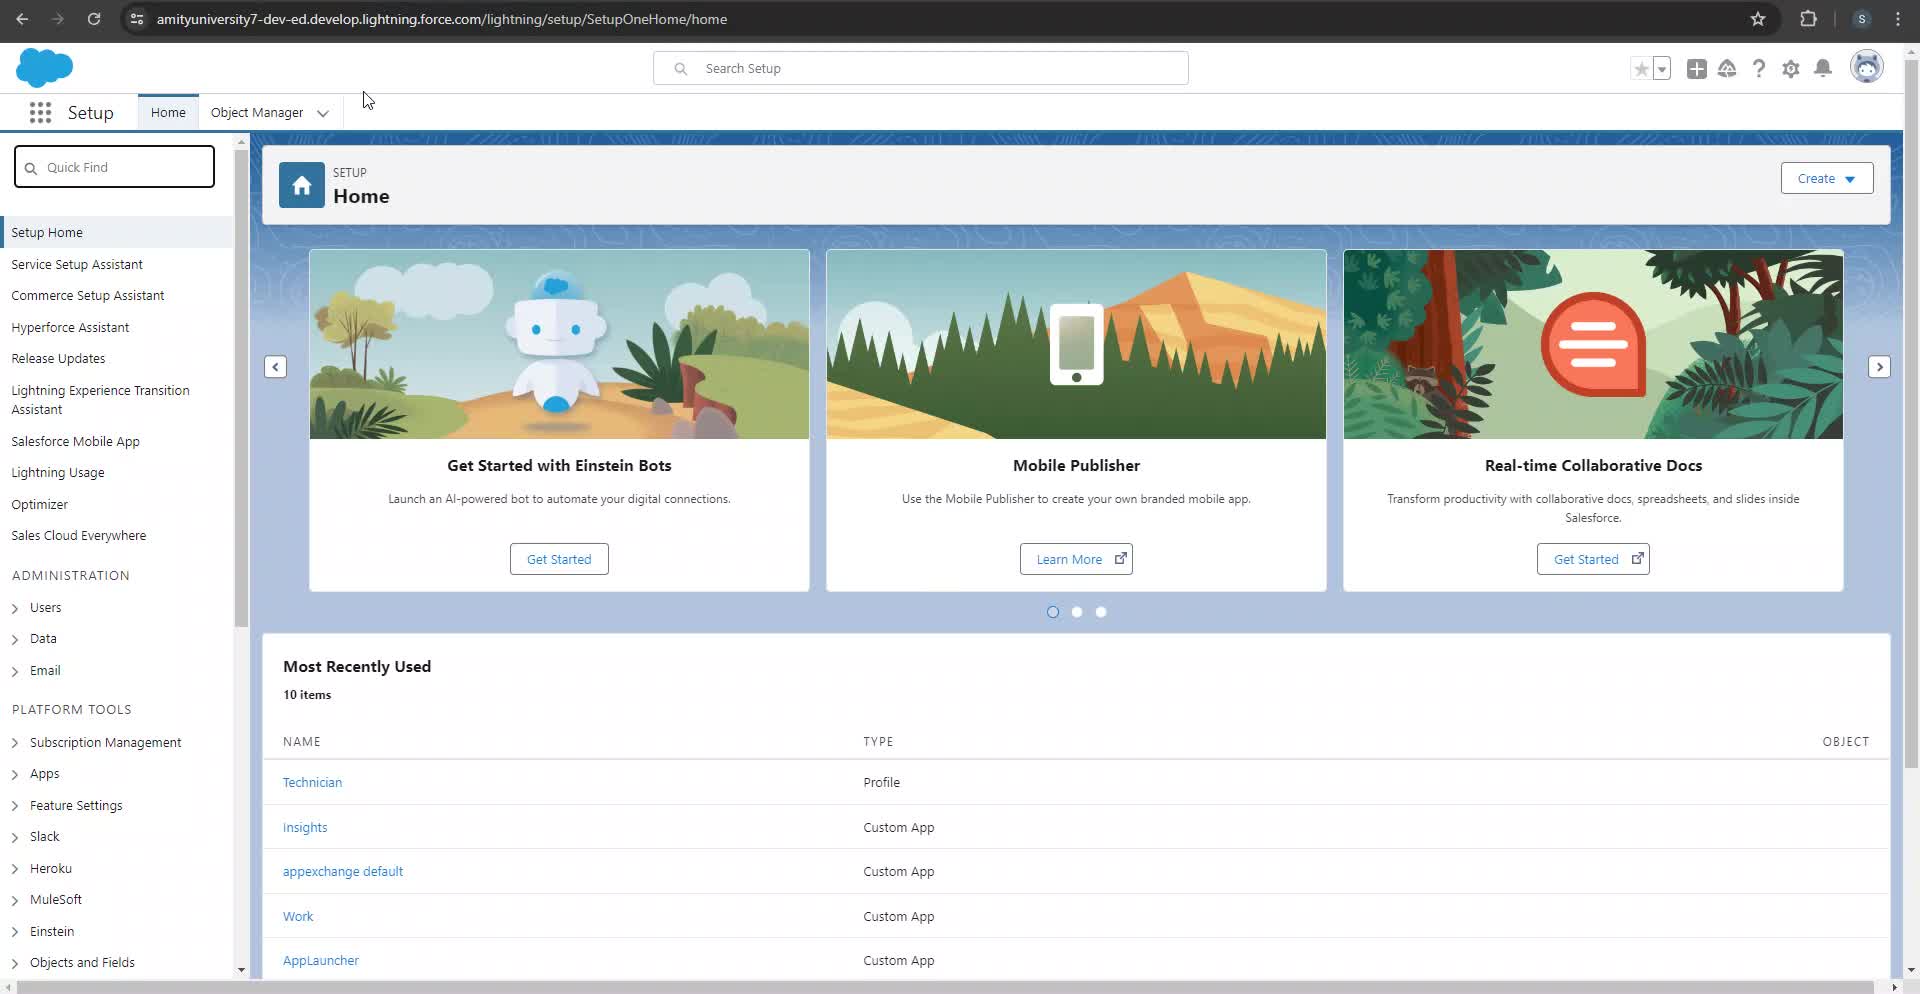 amityuniversity7-dev-ed.develop.lightning.force.com/lightning/setup/SetupOneHome/home
S
Search Setup
Setup
Home
Object Manager
Quick Find
Setup Home
Service Setup Assistant
Commerce Setup Assistant
Hyperforce Assistant
Release Updates
Lightning Experience Transition
Assistant
Salesforce Mobile App
Lightning Usage
Optimizer
Sales Cloud Everywhere
ADMINISTRATION
Users
Data
Email
PLATFORM TOOLS
Subscription Management
Apps
Feature Settings
Slack
Heroku
MuleSoft
Einstein
Objects and Fields
SETUP
Home
Create
Get Started with Einstein Bots
Launch an AI-powered bot to automate your digital connections.
Get Started
Mobile Publisher
Use the Mobile Publisher to create your own branded mobile app.
Learn More
Real-time Collaborative Docs
Transform productivity with collaborative docs, spreadsheets, and slides inside
Salesforce.
Get Started
Most Recently Used
10 items
NAME TYPE OBJECT
Technician Profile
Insights Custom App
appexchange default Custom App
Work Custom App
AppLauncher Custom App